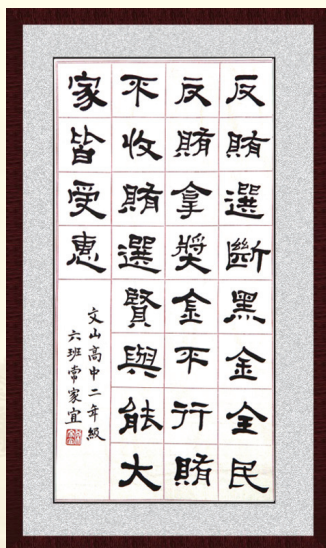 反賄選斷黑金全民
反賄拿獎金不行賄
不收賄選賢與能大
家皆受惠
文山高中二年級
六班常家宜